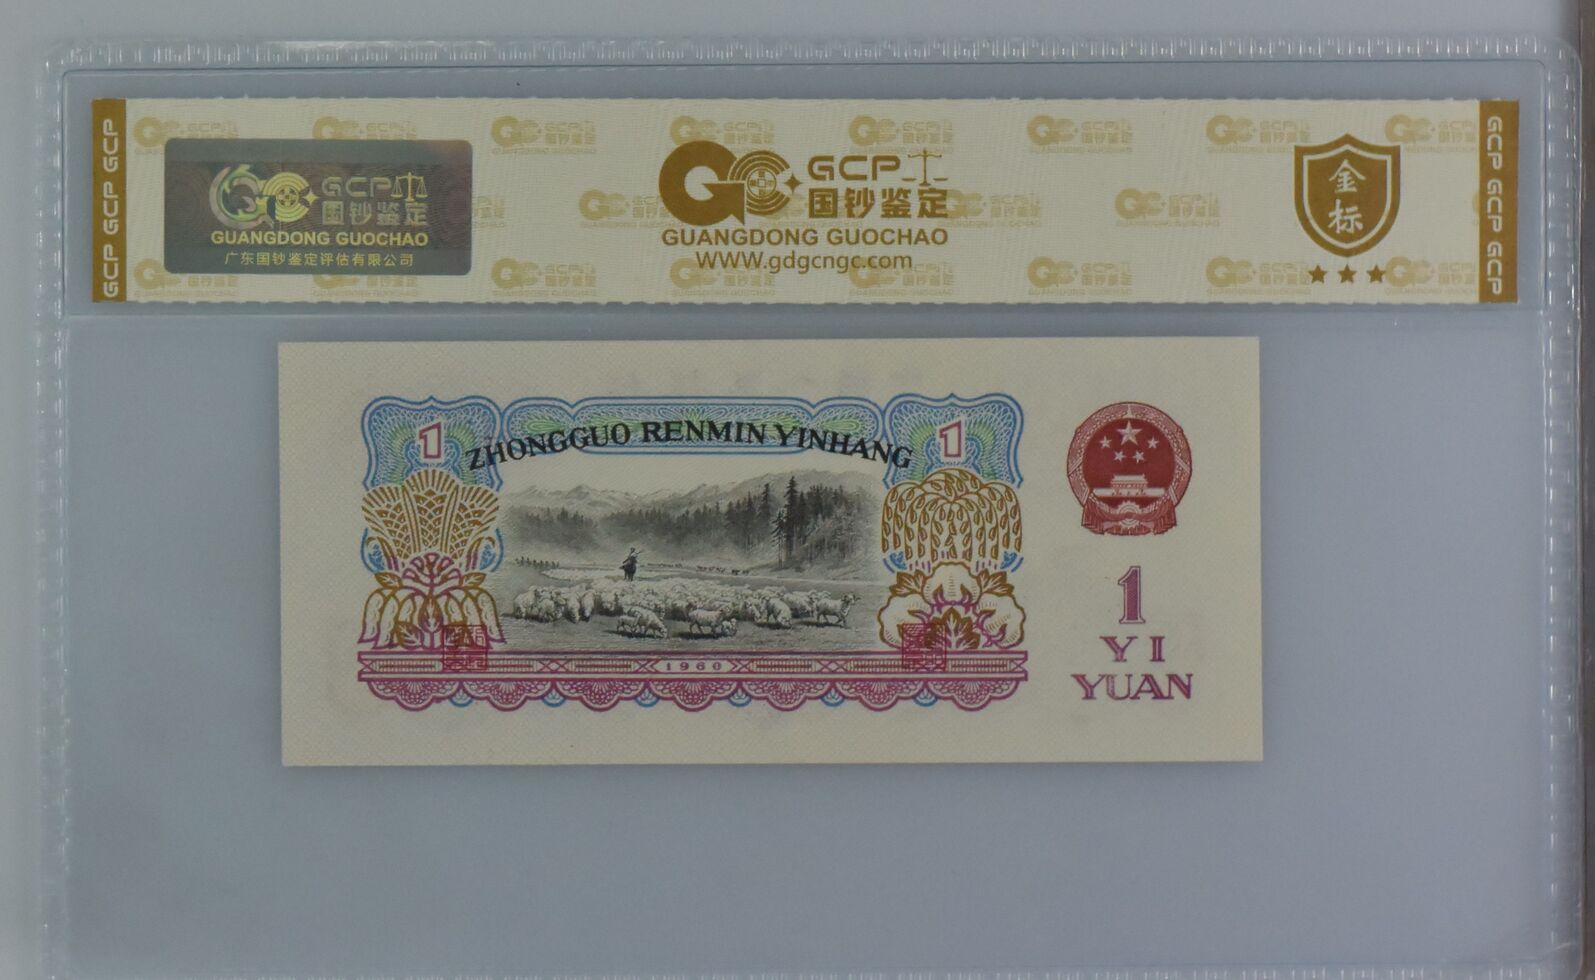 GCP GCP GCP
GCP
国钞鉴定
GUANGDONG GUOCHAO
广东国钞鉴定评估有限公司
GCP
国钞鉴定
GUANGDONG GUOCHAO
WWW.gdgcngc.com
金标
GCP GCP GCP
1
ZHONGGUO RENMIN YINHANG
1
1960
1
YI
YUAN